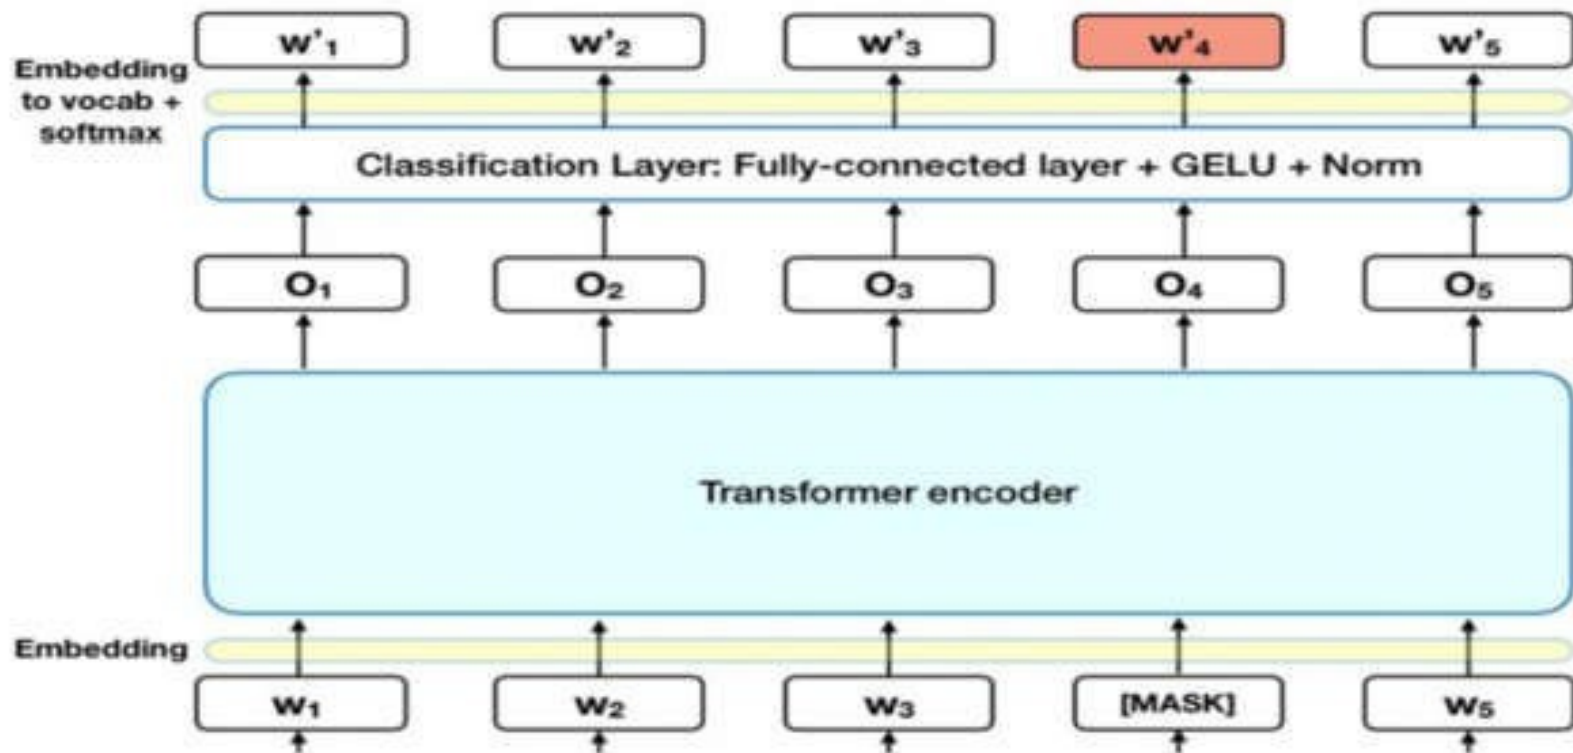 w'₁ w'₂ w'₃ w'₄ w'₅
Embedding
to vocab +
softmax
Classification Layer: Fully-connected layer + GELU + Norm
O₁ O₂ O₃ O₄ O₅
Transformer encoder
Embedding
w₁ w₂ w₃ [MASK] w₅